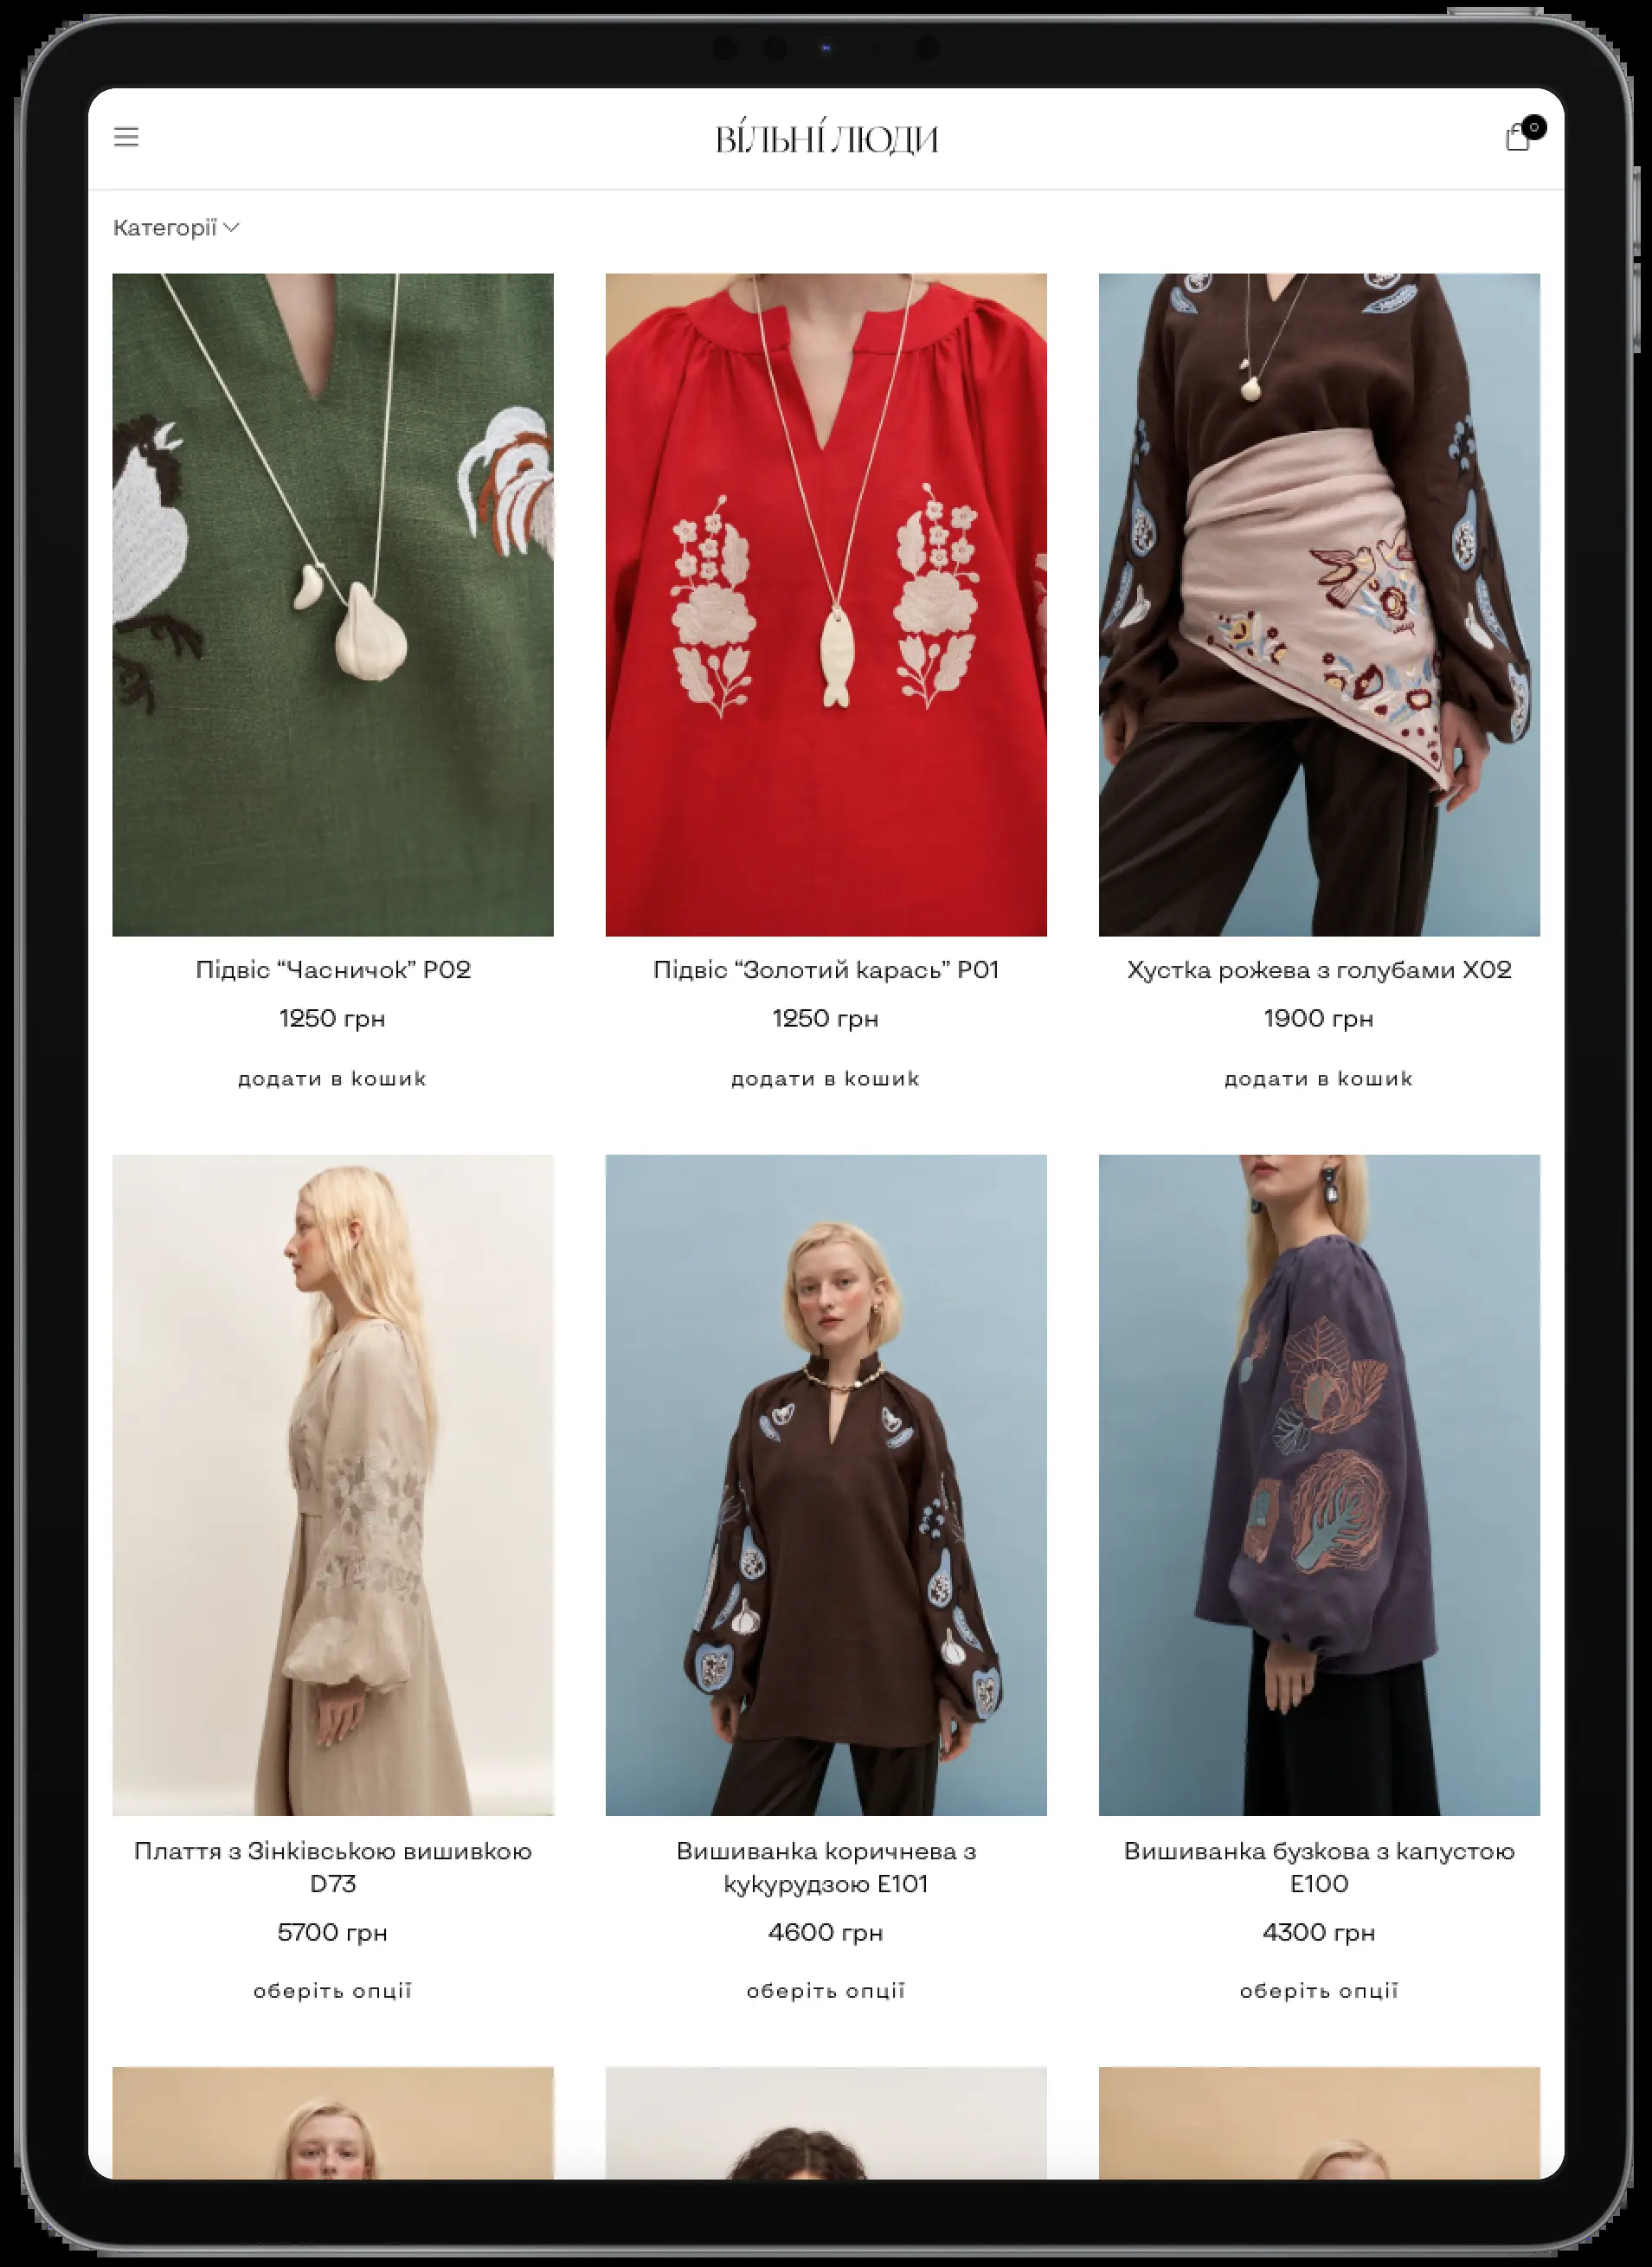 ВІЛЬНІ ЛЮДИ
0
Категорії
Підвіс “Часничок” P02
Підвіс “Золотий карась” P01
Хустка рожева з голубами X02
1250 грн
1250 грн
1900 грн
додати в кошик
додати в кошик
додати в кошик
Плаття з Зінківською вишивкою
D73
Вишиванка коричнева з
кукурудзою E101
Вишиванка бузкова з капустою
E100
5700 грн
4600 грн
4300 грн
оберіть опції
оберіть опції
оберіть опції